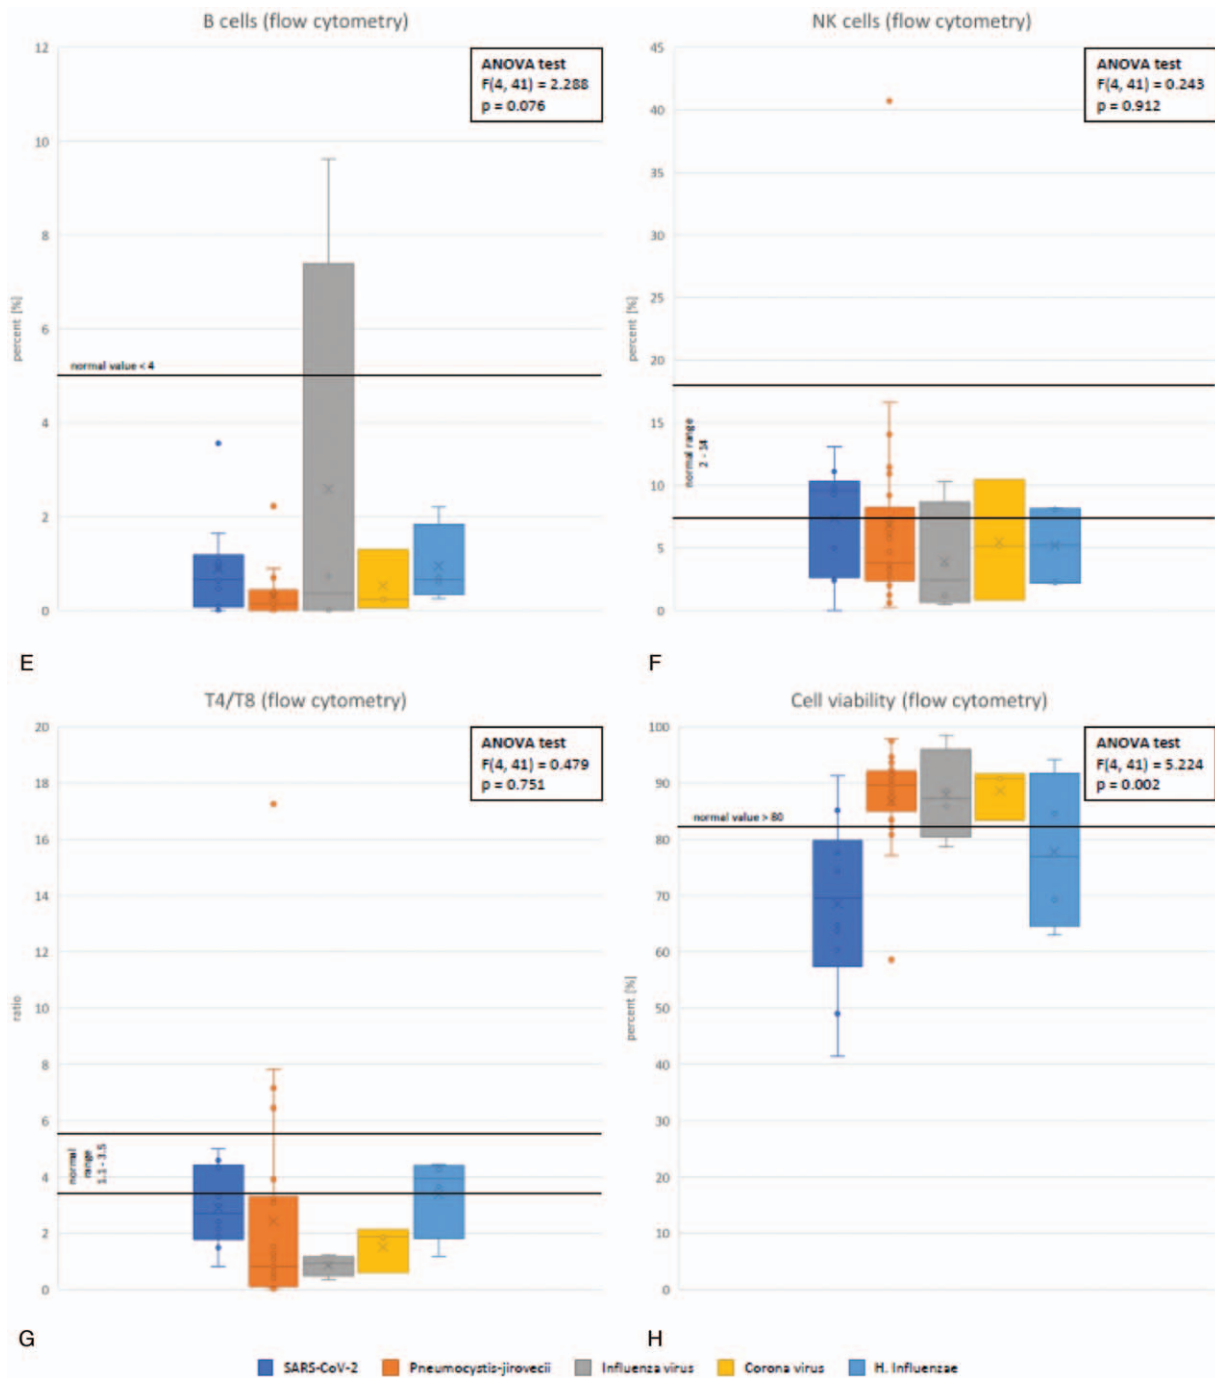 B cells (flow cytometry)
12
10
8
6
4
2
0
percent [%]
ANOVA test
F(4, 41) = 2.288
p = 0.076
normal value < 4
E
NK cells (flow cytometry)
45
40
35
30
25
20
15
10
5
0
percent [%]
ANOVA test
F(4, 41) = 0.243
p = 0.912
normal range
2 - 14
F
T4/T8 (flow cytometry)
20
18
16
14
12
10
8
6
4
2
0
ratio
ANOVA test
F(4, 41) = 0.479
p = 0.751
normal
range
1.1 - 3.5
G
Cell viability (flow cytometry)
100
90
80
70
60
50
40
30
20
10
0
percent [%]
ANOVA test
F(4, 41) = 5.224
p = 0.002
normal value > 80
H
SARS-CoV-2 Pneumocystis-jirovecii Influenza virus Corona virus H. Influenzae